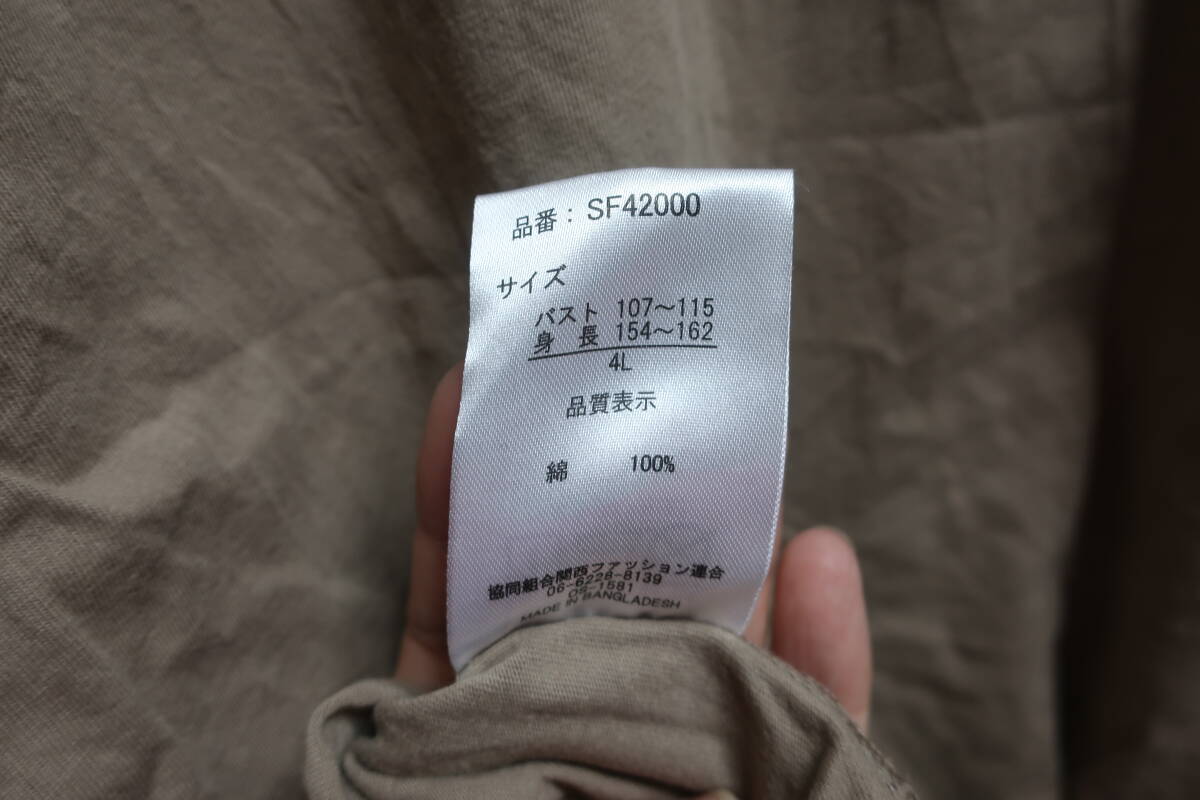 品番： SF42000
サイズ
バスト 107～115
身 長 154～162
4L
品質表示
綿 100%
協同組合関西ファッション連合
06-6228-8139
OS-1581
MADE IN BANGLADESH